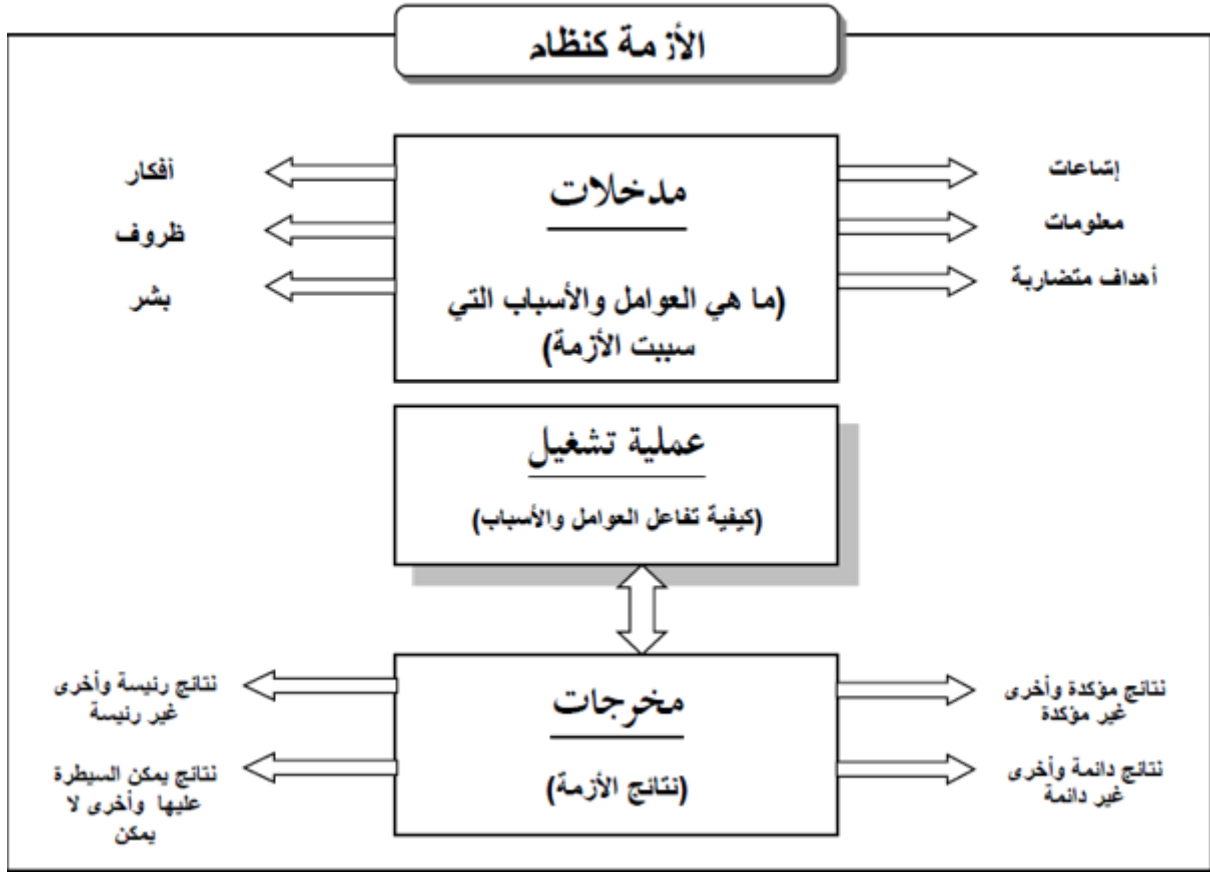 الأزمة كنظام
مدخلات
(ما هي العوامل والأسباب التي
سببت الأزمة)
إشاعات
معلومات
أهداف متضاربة
أفكار
ظروف
بشر
عملية تشغيل
(كيفية تفاعل العوامل والأسباب)
مخرجات
(نتائج الأزمة)
نتائج مؤكدة وأخرى
غير مؤكدة
نتائج دائمة وأخرى
غير دائمة
نتائج رئيسة وأخرى
غير رئيسة
نتائج يمكن السيطرة
عليها وأخرى لا
يمكن